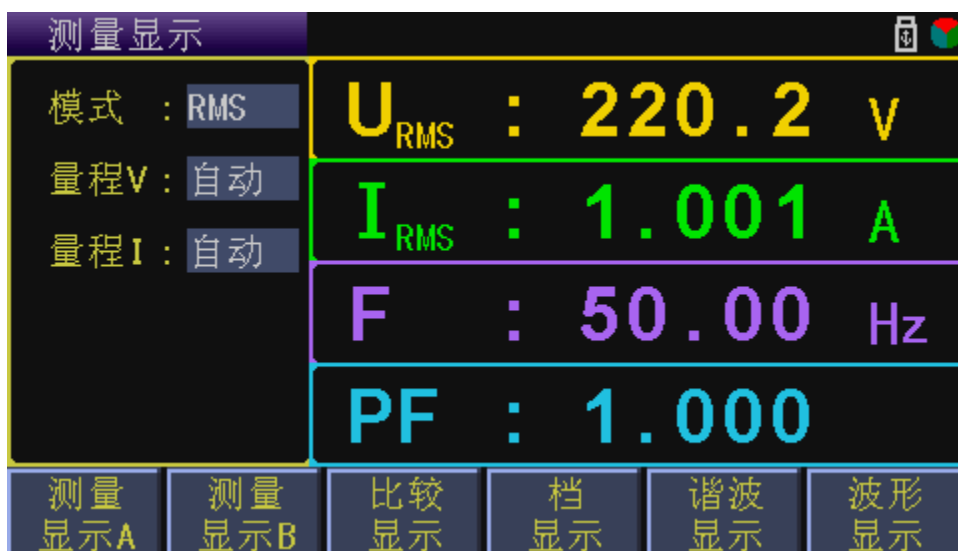 测量显示
模式 : RMS
量程V : 自动
量程I : 自动
URMS : 220.2 V
IRMS : 1.001 A
F : 50.00 Hz
PF : 1.000
测量
显示A
测量
显示B
比较
显示
档
显示
谐波
显示
波形
显示